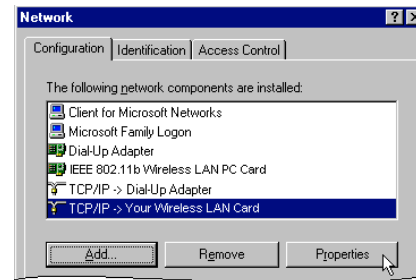 Network
Configuration Identification Access Control
The following network components are installed:
Client for Microsoft Networks
Microsoft Family Logon
Dial-Up Adapter
IEEE 802.11b Wireless LAN PC Card
TCP/IP -> Dial-Up Adapter
TCP/IP -> Your Wireless LAN Card
Add... Remove Properties